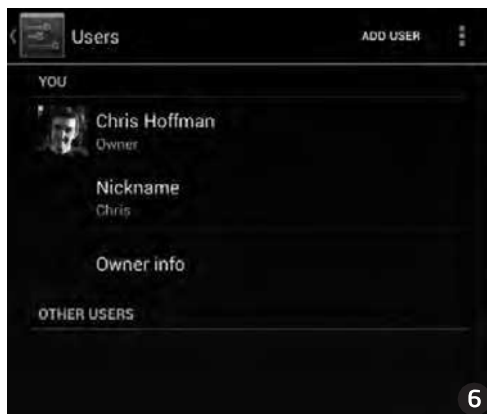 Users
ADD USER
YOU
Chris Hoffman
Owner
Nickname
Chris
Owner info
OTHER USERS
6